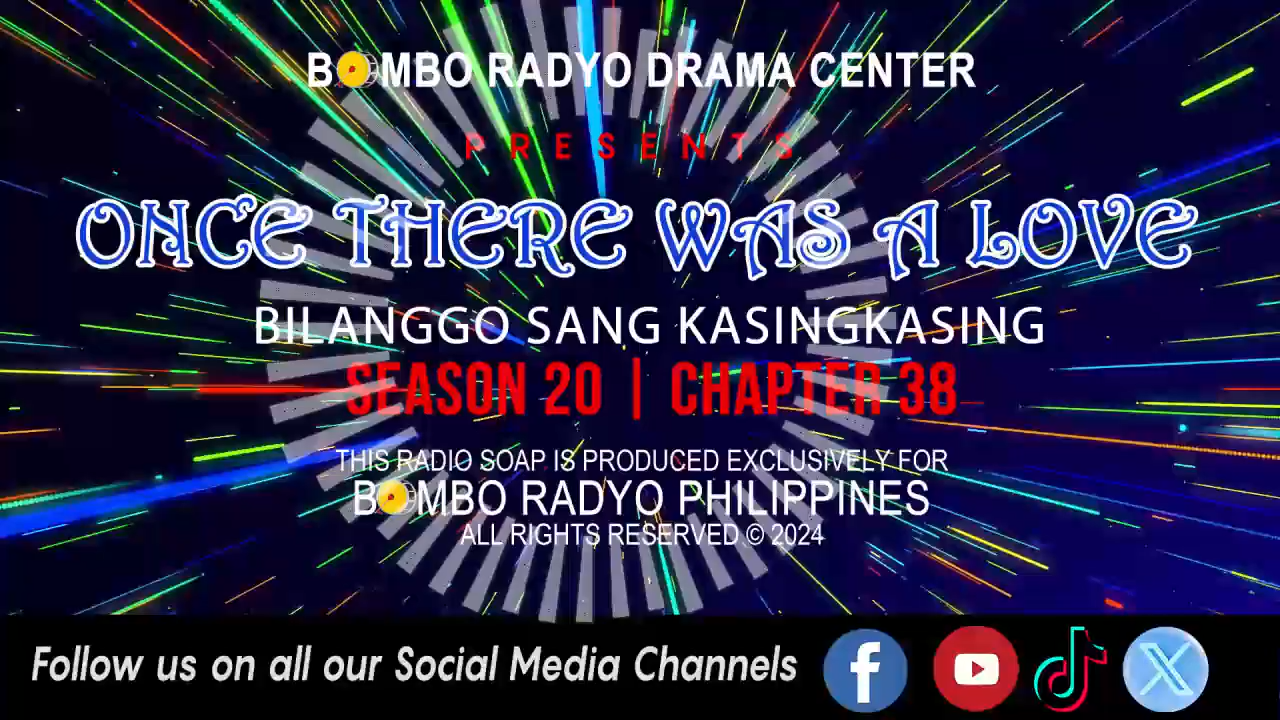 BOMBO RADYO DRAMA CENTER
PRESENTS
ONCE THERE WAS A LOVE
BILANGGO SANG KASINGKASING
SEASON 20 | CHAPTER 38
THIS RADIO SOAP IS PRODUCED EXCLUSIVELY FOR
BOMBO RADYO PHILIPPINES
ALL RIGHTS RESERVED © 2024
Follow us on all our Social Media Channels